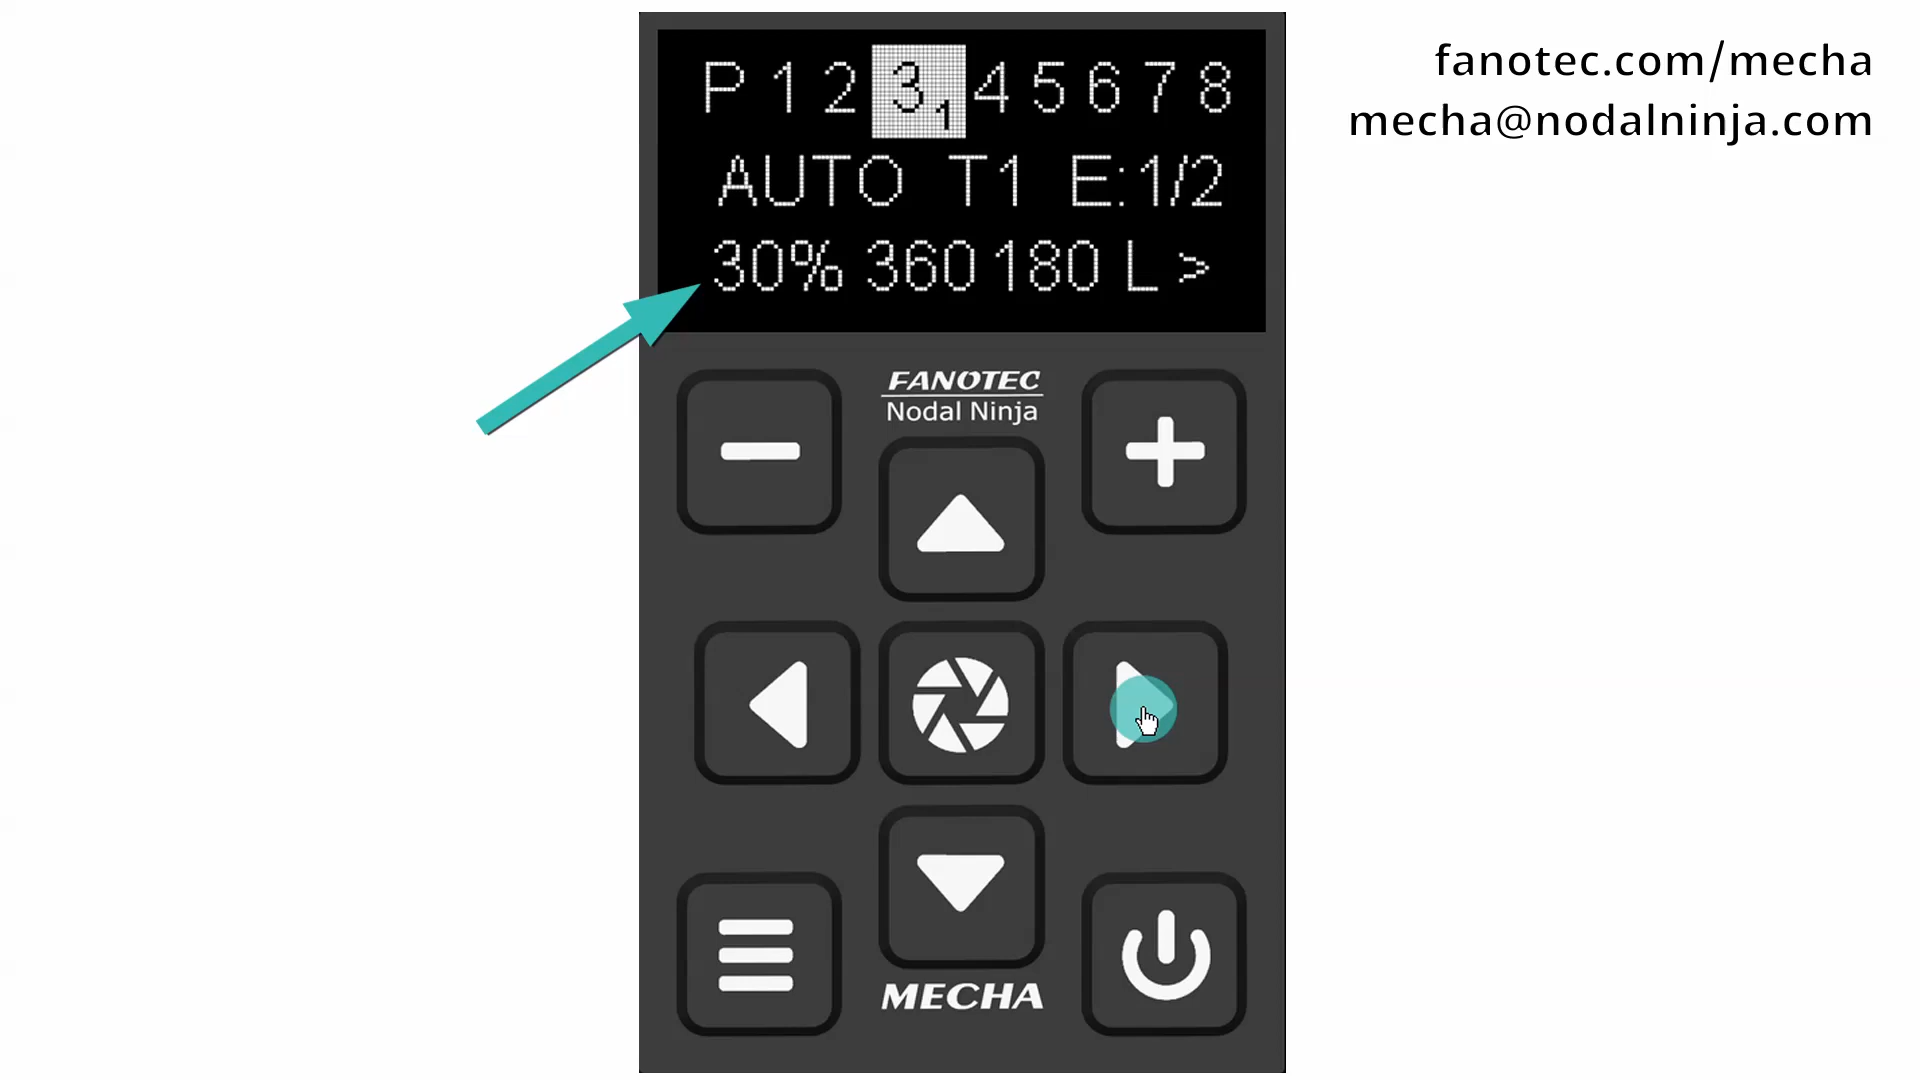 fanotec.com/mecha
mecha@nodalninja.com
P 1 2 3 1 4 5 6 7 8
AUTO T1 E:1/2
30% 360 180 L >
FANOTEC
Nodal Ninja
MECHA